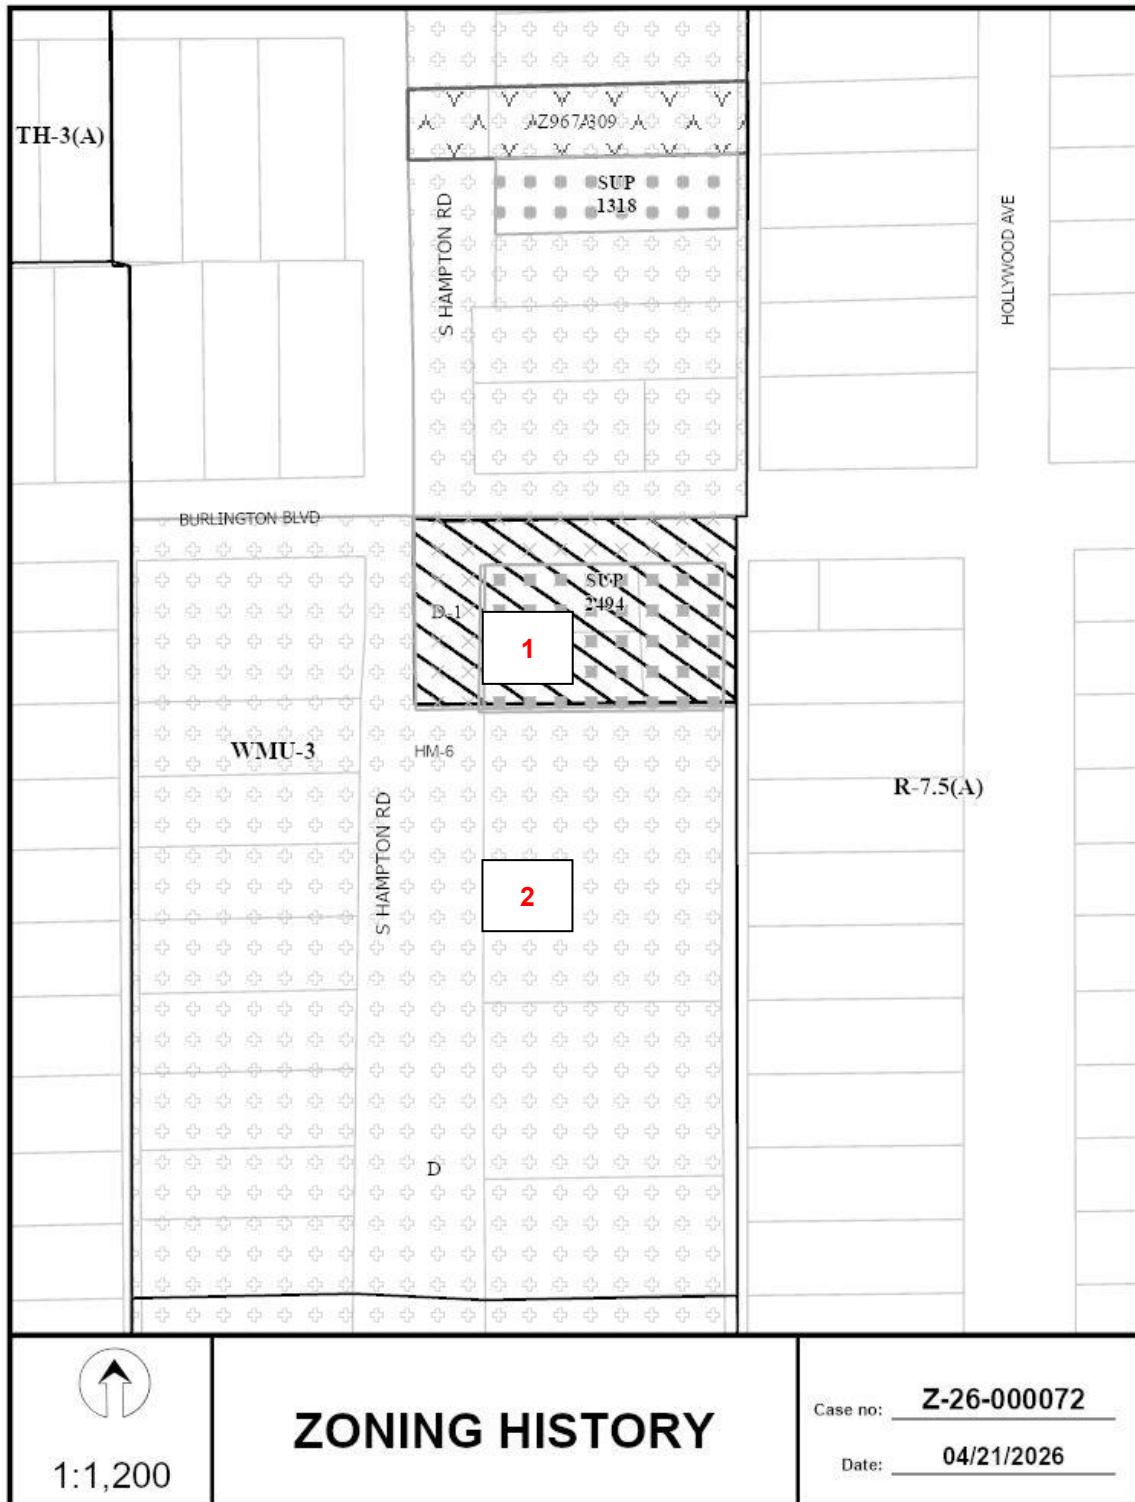 TH-3(A)
Z967-309
SUP
1318
S HAMPTON RD
HOLLYWOOD AVE
BURLINGTON BLVD
SUP
2494
D-1
1
WMU-3
HM-6
R-7.5(A)
S HAMPTON RD
2
D
1:1,200
ZONING HISTORY
Case no: Z-26-000072
Date: 04/21/2026